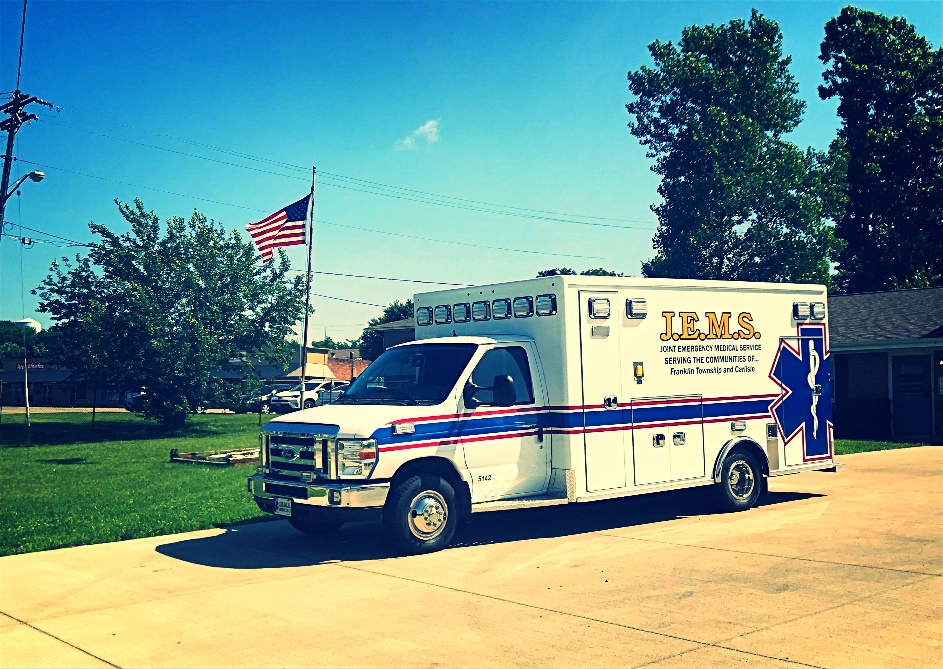 J.E.M.S.
JOINT EMERGENCY MEDICAL SERVICE
SERVING THE COMMUNITIES OF...
Franklin Township and Carlisle
5142